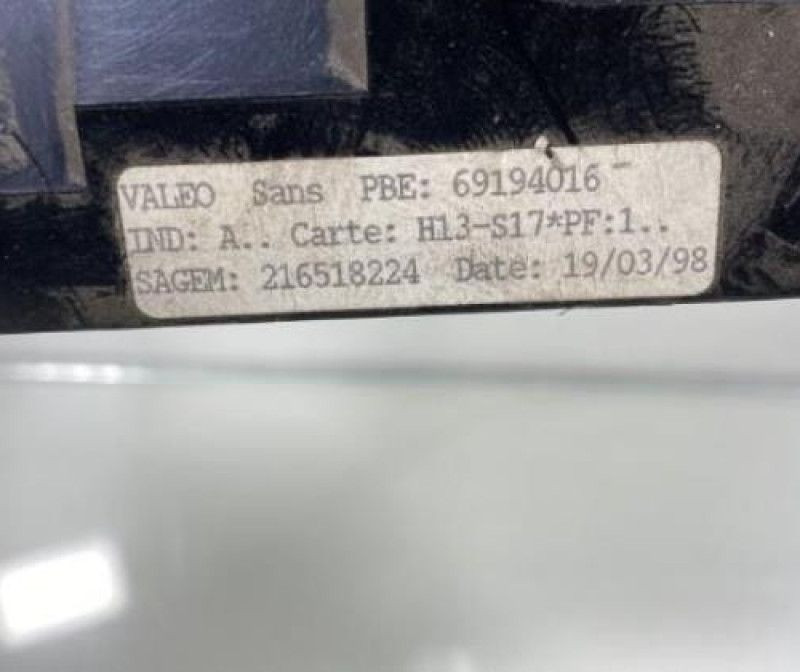 VALEO Sans PBE: 69194016
IND: A.. Carte: H13-S17*PF:1..
SAGEM: 216518224 Date: 19/03/98